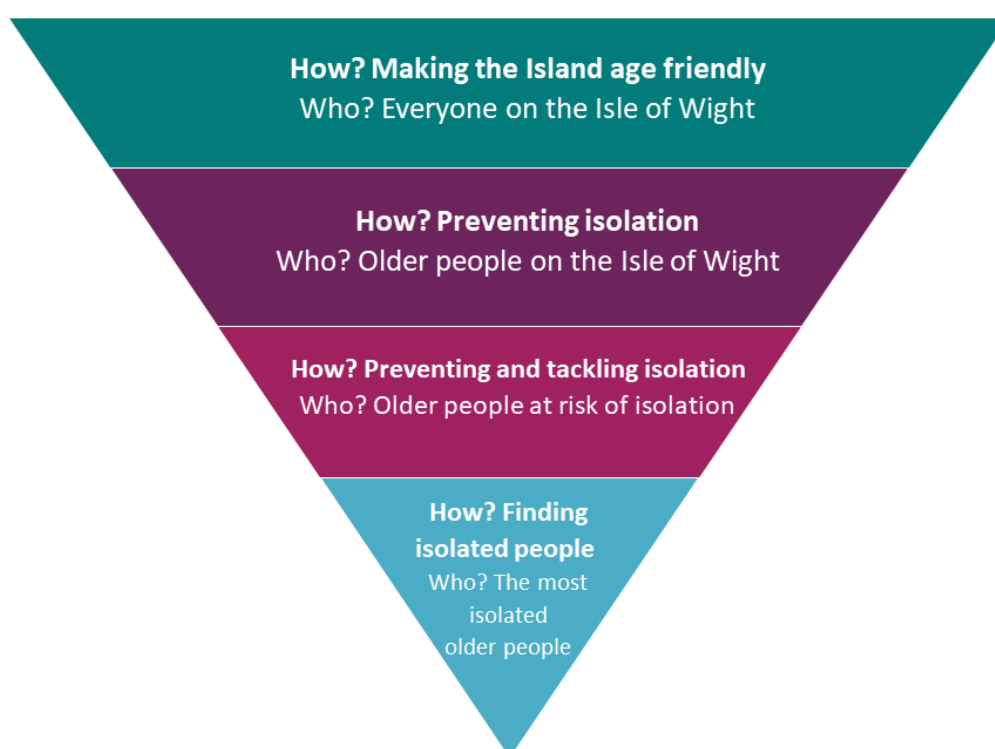 How? Making the Island age friendly
Who? Everyone on the Isle of Wight
How? Preventing isolation
Who? Older people on the Isle of Wight
How? Preventing and tackling isolation
Who? Older people at risk of isolation
How? Finding
isolated people
Who? The most
isolated
older people